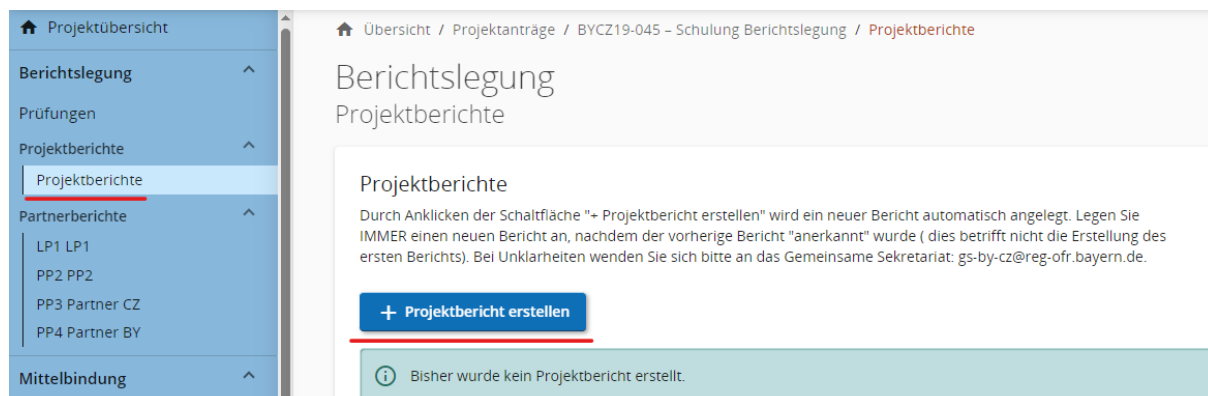 Projektübersicht
Berichtslegung
Prüfungen
Projektberichte
Projektberichte
Partnerberichte
LP1 LP1
PP2 PP2
PP3 Partner CZ
PP4 Partner BY
Mittelbindung
Übersicht / Projektanträge / BYCZ19-045 – Schulung Berichtslegung / Projektberichte
Berichtslegung
Projektberichte
Projektberichte
Durch Anklicken der Schaltfläche "+ Projektbericht erstellen" wird ein neuer Bericht automatisch angelegt. Legen Sie
IMMER einen neuen Bericht an, nachdem der vorherige Bericht "anerkannt" wurde ( dies betrifft nicht die Erstellung des
ersten Berichts). Bei Unklarheiten wenden Sie sich bitte an das Gemeinsame Sekretariat: gs-by-cz@reg-ofr.bayern.de.
+ Projektbericht erstellen
Bisher wurde kein Projektbericht erstellt.